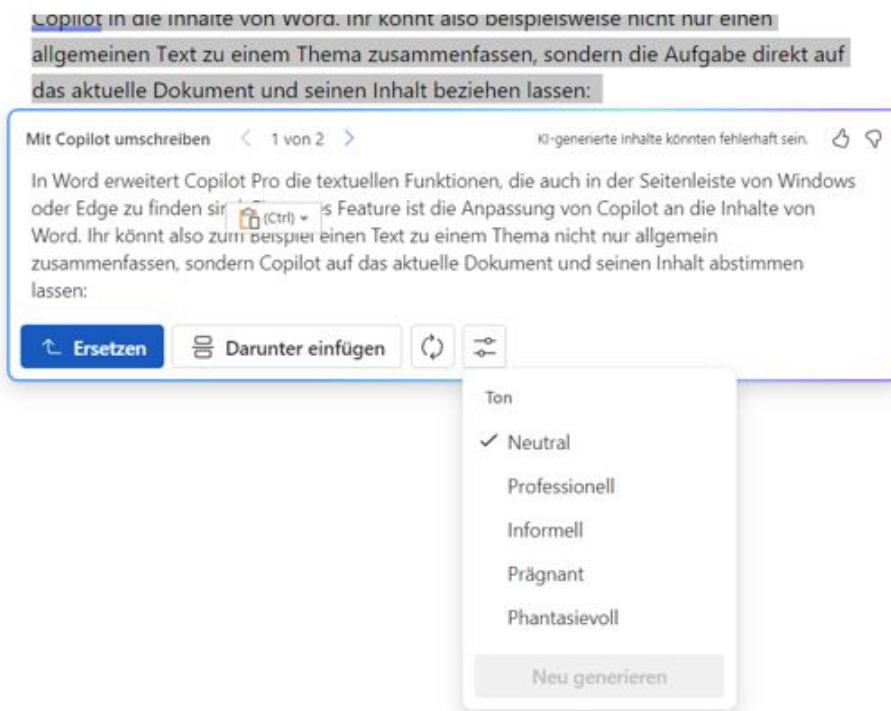 Copilot in die Inhalte von Word. Ihr könnt also beispielsweise nicht nur einen
allgemeinen Text zu einem Thema zusammenfassen, sondern die Aufgabe direkt auf
das aktuelle Dokument und seinen Inhalt beziehen lassen:
Mit Copilot umschreiben < 1 von 2 > KI-generierte Inhalte könnten fehlerhaft sein.
In Word erweitert Copilot Pro die textuellen Funktionen, die auch in der Seitenleiste von Windows
oder Edge zu finden (Ctrl) Feature ist die Anpassung von Copilot an die Inhalte von
Word. Ihr könnt also zum Beispiel einen Text zu einem Thema nicht nur allgemein
zusammenfassen, sondern Copilot auf das aktuelle Dokument und seinen Inhalt abstimmen
lassen:
Ersetzen Darunter einfügen
Ton
Neutral
Professionell
Informell
Prägnant
Phantasievoll
Neu generieren